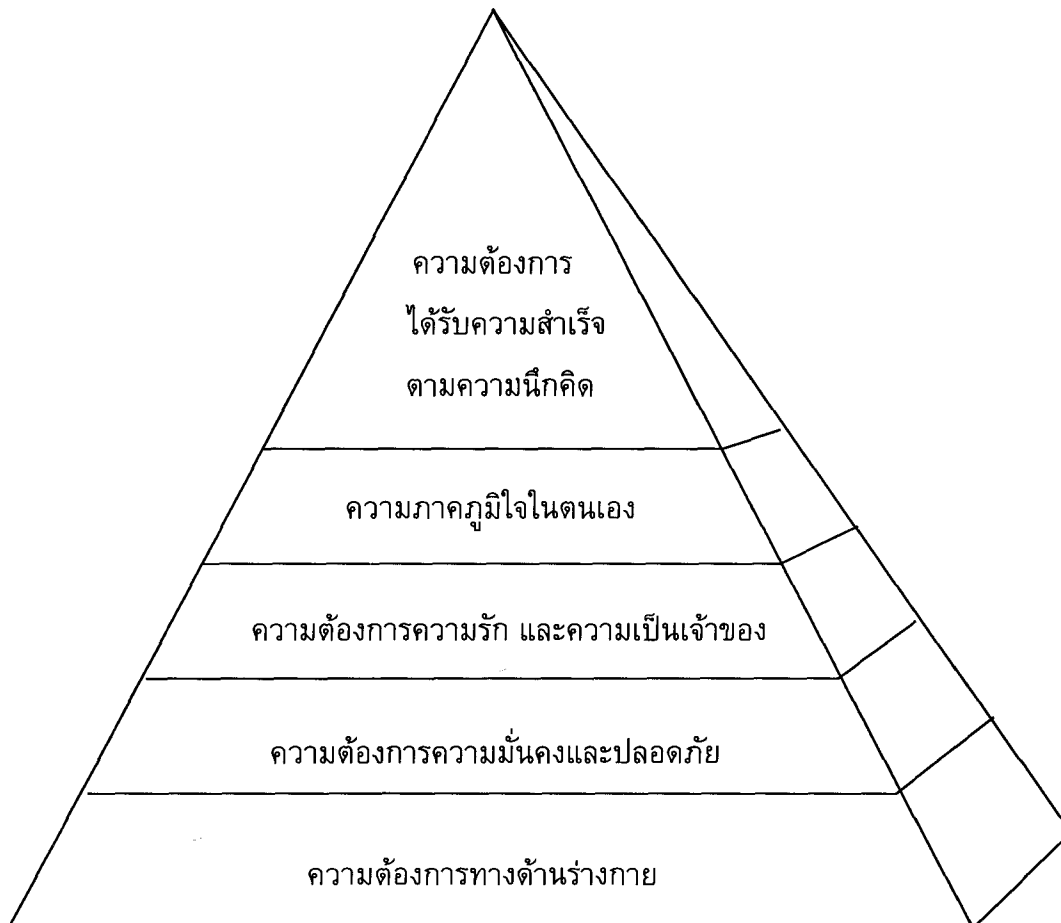 ความต้องการ
ได้รับความสำเร็จ
ตามความนึกคิด
ความภาคภูมิใจในตนเอง
ความต้องการความรัก และความเป็นเจ้าของ
ความต้องการความมั่นคงและปลอดภัย
ความต้องการทางด้านร่างกาย